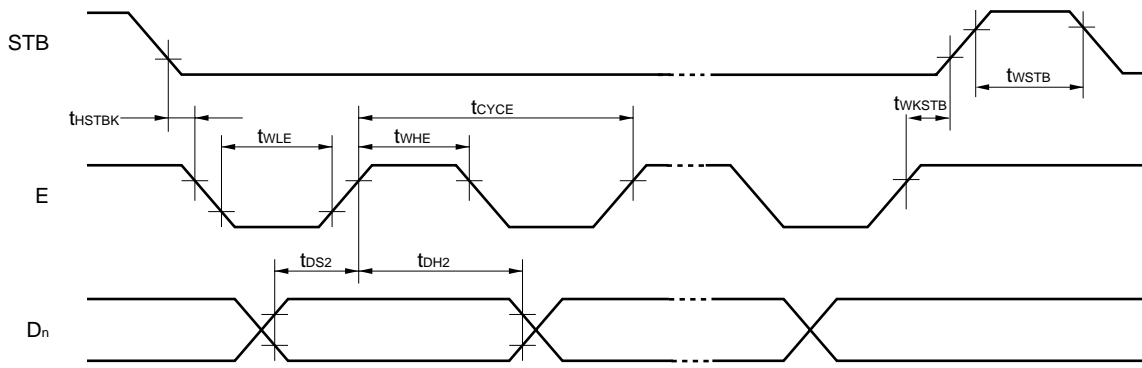 STB
tHSTBK
tCYCE
tWKSTB
tWSTB
tWLE
tWHE
E
tDS2
tDH2
Dn